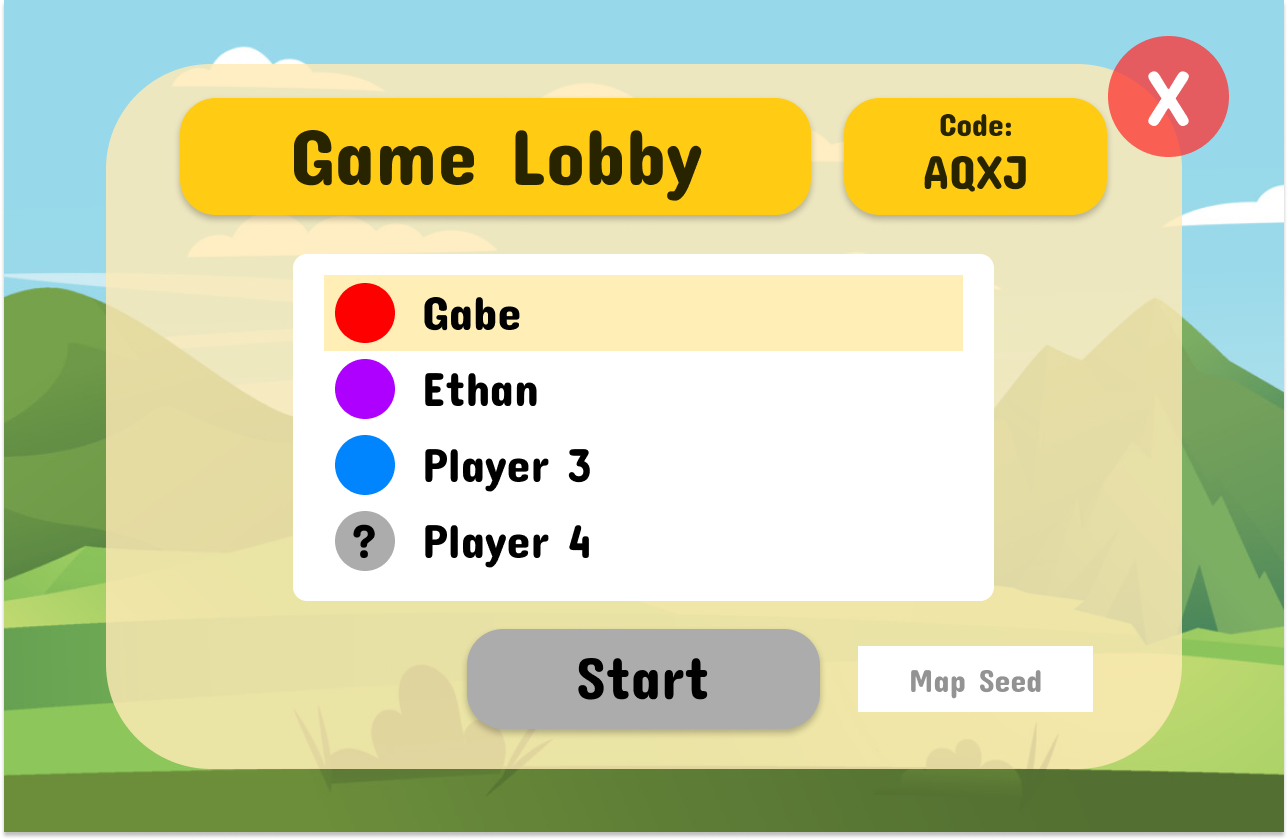 Game Lobby
Code:
AQXJ
X
Gabe
Ethan
Player 3
? Player 4
Start
Map Seed